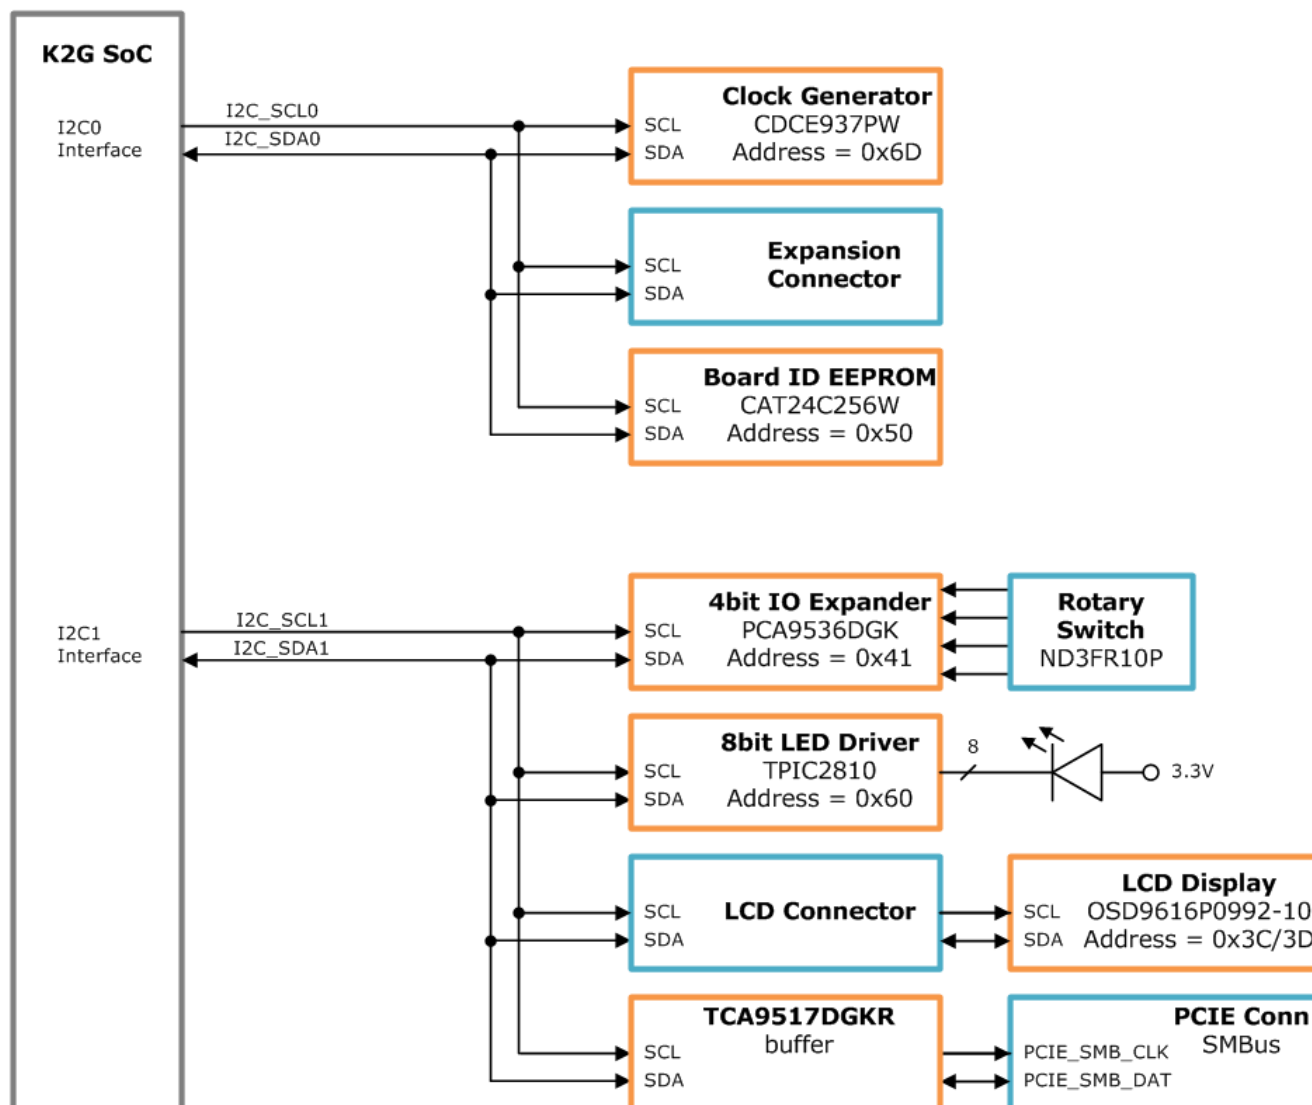 K2G SoC
I2C0
Interface
I2C_SCL0
I2C_SDA0
Clock Generator
SCL
CDCE937PW
SDA
Address = 0x6D
Expansion
SCL
Connector
SDA
Board ID EEPROM
SCL
CAT24C256W
SDA
Address = 0x50
I2C1
Interface
I2C_SCL1
I2C_SDA1
4bit IO Expander
SCL
PCA9536DGK
SDA
Address = 0x41
Rotary
Switch
ND3FR10P
8bit LED Driver
SCL
TPIC2810
SDA
Address = 0x60
8
3.3V
SCL
LCD Connector
SDA
LCD Display
SCL
OSD9616P0992-10
SDA
Address = 0x3C/3D
TCA9517DGKR
buffer
SCL
SDA
PCIE Conn
SMBus
PCIE_SMB_CLK
PCIE_SMB_DAT